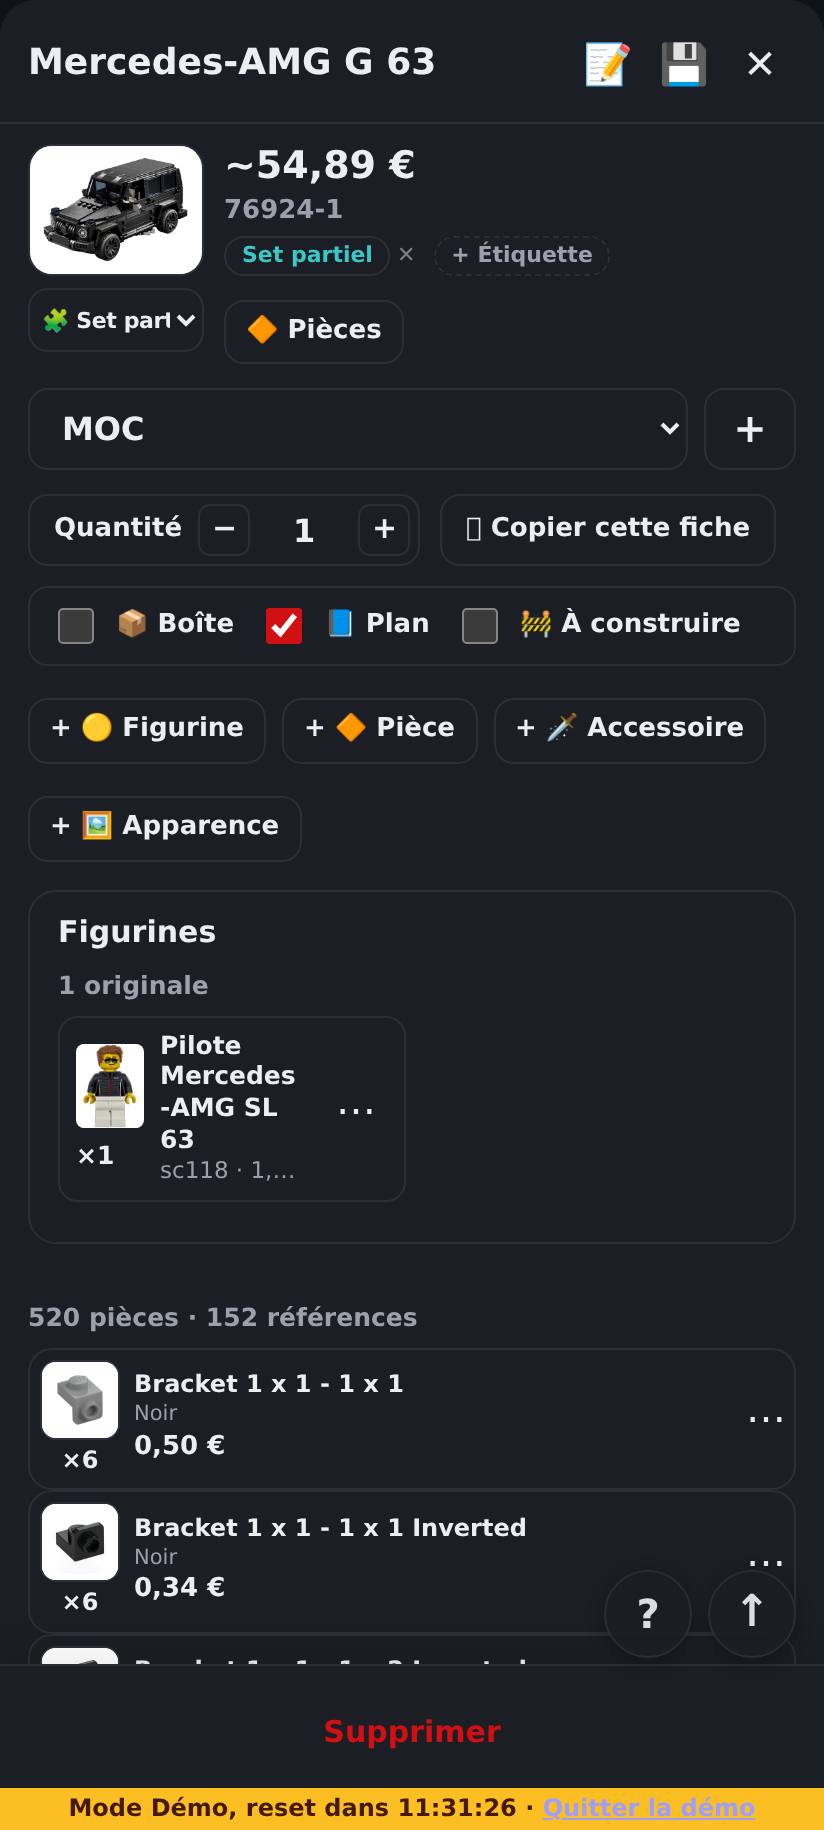 Mercedes-AMG G 63
~54,89 €
76924-1
Set partiel × + Étiquette
Set part
Pièces
MOC
+
Quantité − 1 + Copier cette fiche
Boîte Plan À construire
+ Figurine + Pièce + Accessoire
+ Apparence
Figurines
1 originale
Pilote
Mercedes
-AMG SL
63
×1
sc118 · 1,...
520 pièces · 152 références
Bracket 1 x 1 - 1 x 1
Noir
0,50 €
×6
...
Bracket 1 x 1 - 1 x 1 Inverted
Noir
0,34 €
×6
...
? ↑
Supprimer
Mode Démo, reset dans 11:31:26 · Quitter la démo